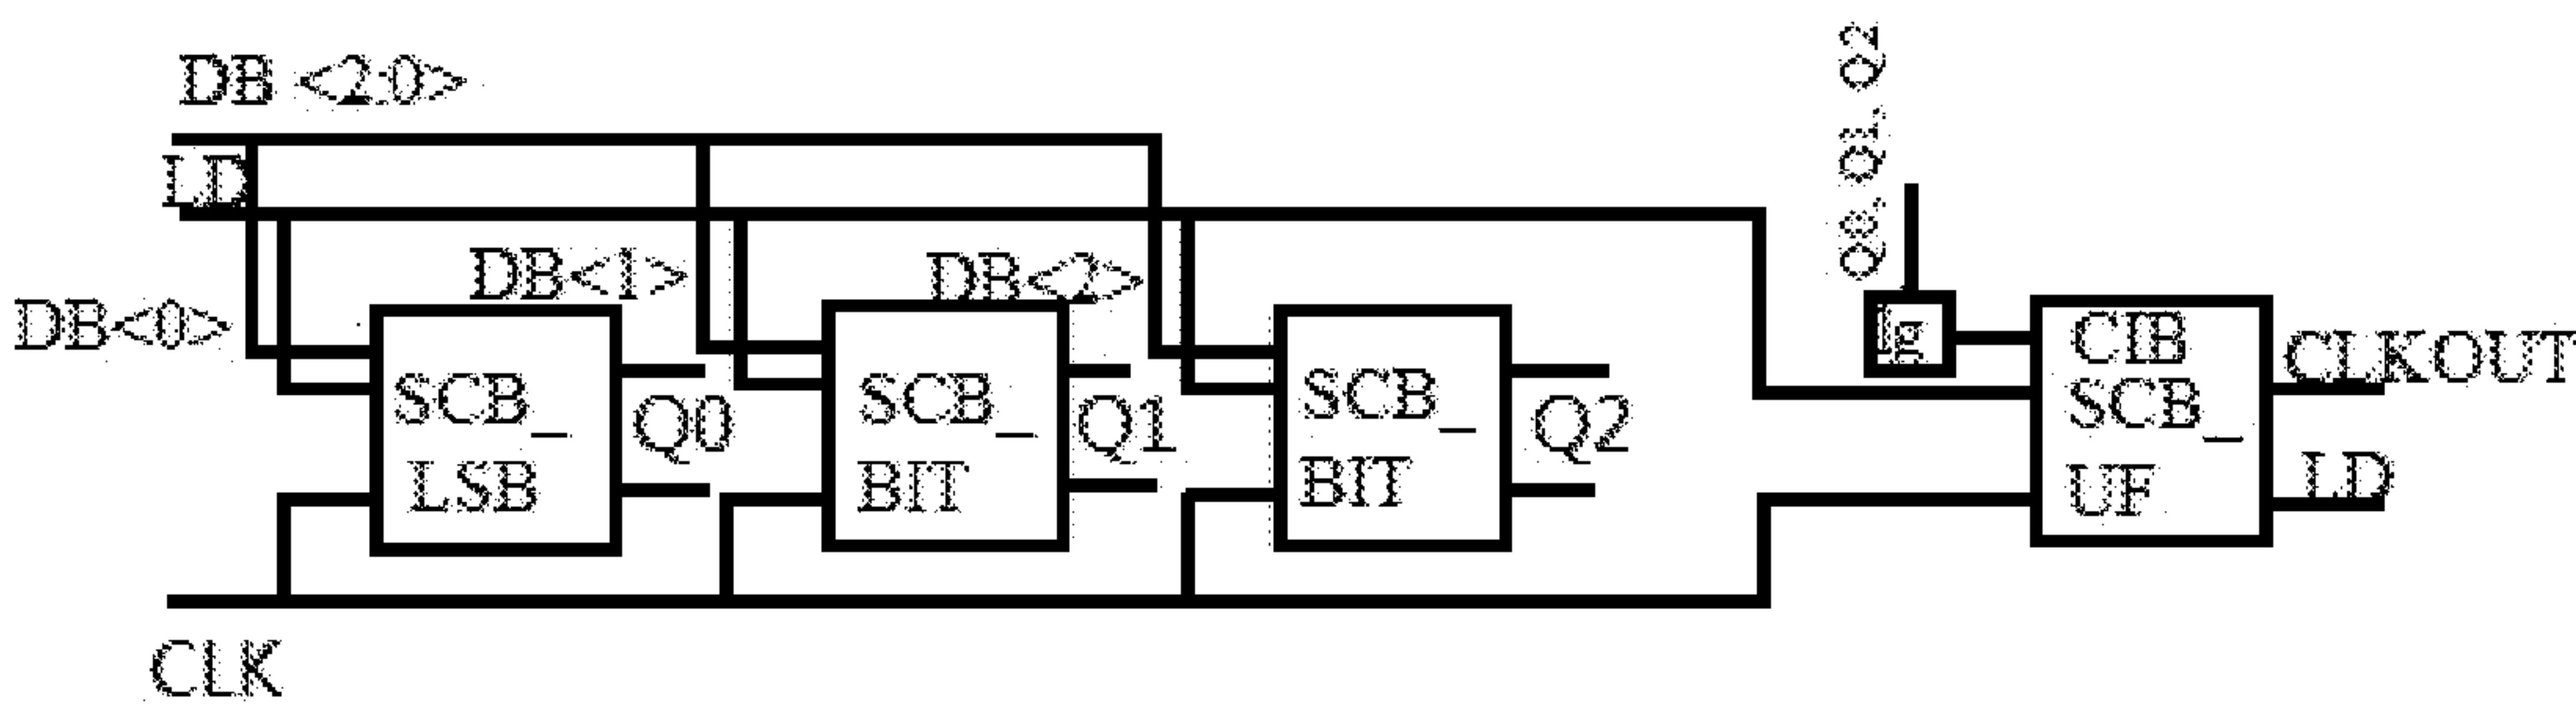 DB <2:0>
LD
DB<0>
DB<1>
DB<2>
Q0, Q1, Q2
SCB_
LSB
Q0
SCB_
BIT
Q1
SCB_
BIT
Q2
CIB
SCB_
UF
CLKOUT
LD
CLK